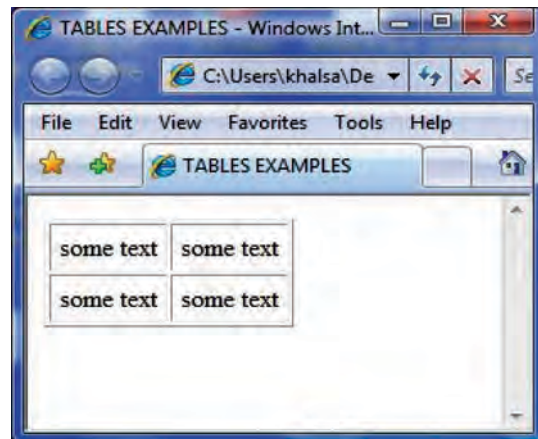 TABLES EXAMPLES - Windows Int...
C:\Users\khalsa\De
Se
File Edit View Favorites Tools Help
TABLES EXAMPLES
some text some text
some text some text